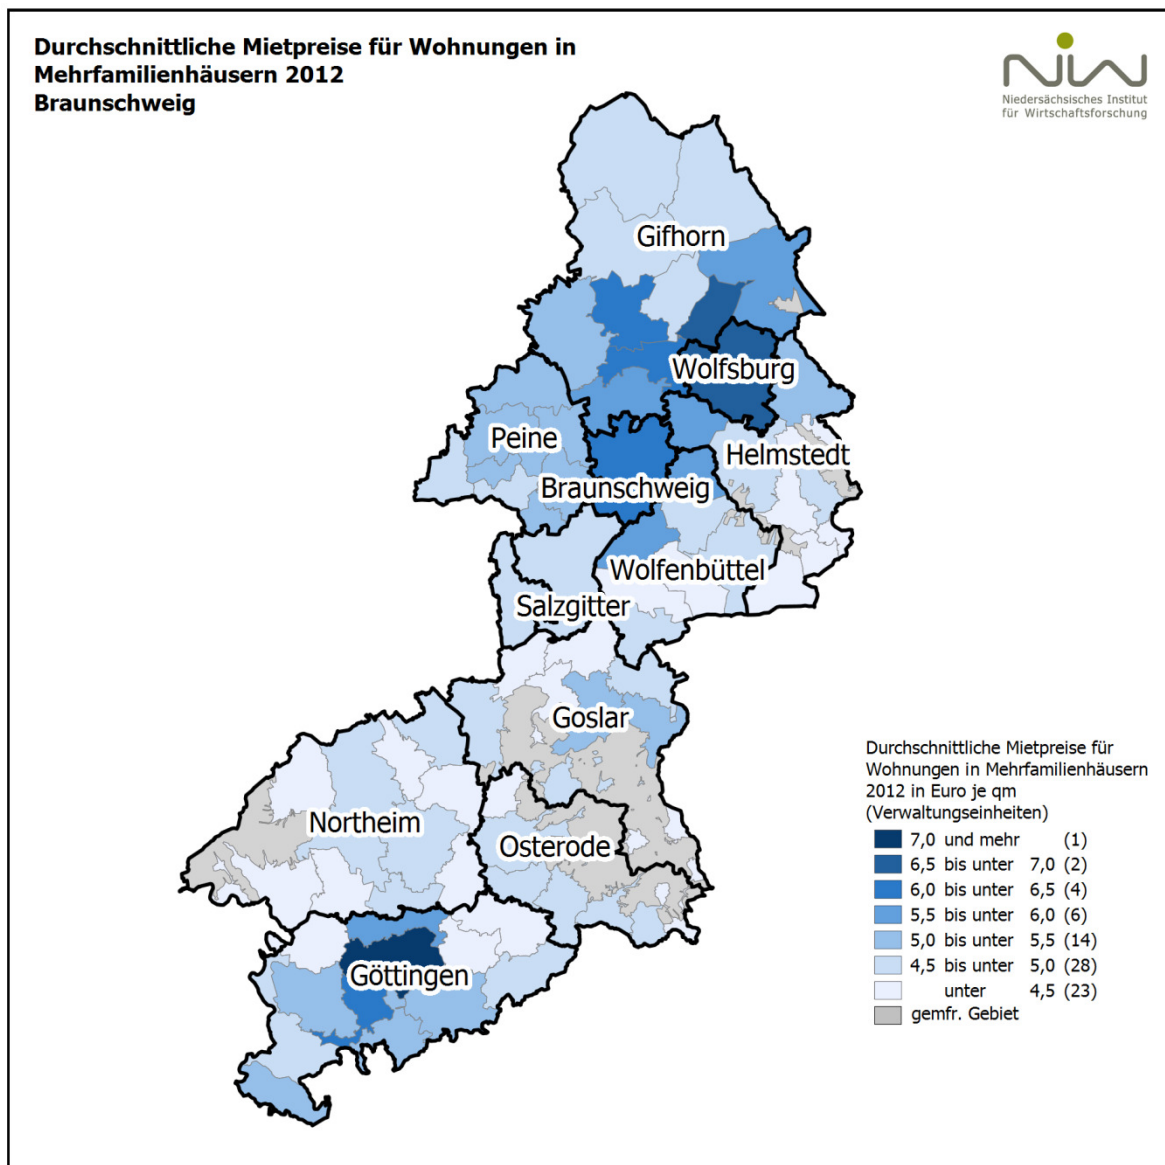 Durchschnittliche Mietpreise für Wohnungen in
Mehrfamilienhäusern 2012
Braunschweig
NIW
Niedersächsisches Institut
für Wirtschaftsforschung
Gifhorn
Wolfsburg
Peine
Helmstedt
Braunschweig
Wolfenbüttel
Salzgitter
Goslar
Northeim
Osterode
Göttingen
Durchschnittliche Mietpreise für
Wohnungen in Mehrfamilienhäusern
2012 in Euro je qm
(Verwaltungseinheiten)
7,0 und mehr (1)
6,5 bis unter 7,0 (2)
6,0 bis unter 6,5 (4)
5,5 bis unter 6,0 (6)
5,0 bis unter 5,5 (14)
4,5 bis unter 5,0 (28)
unter 4,5 (23)
gemfr. Gebiet